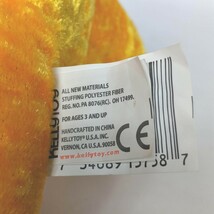 Kellytoy
ALL NEW MATERIALS
STUFFING POLYESTER FIBER
REG. NO. PA 8076(RC). OH 17499.
FOR AGES 3 AND UP
HANDCRAFTED IN CHINA
KELLYTOY® U.S.A. INC.
VERNON, CA. U.S.A. 90058
www.kellytoy.com
CE